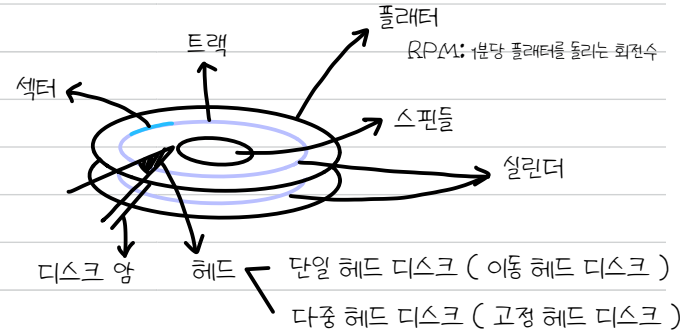 플래터
트랙
RPM: 1분당 플래터를 돌리는 회전수
섹터
스핀들
실린더
디스크 암
헤드
단일 헤드 디스크 ( 이동 헤드 디스크 )
다중 헤드 디스크 ( 고정 헤드 디스크 )